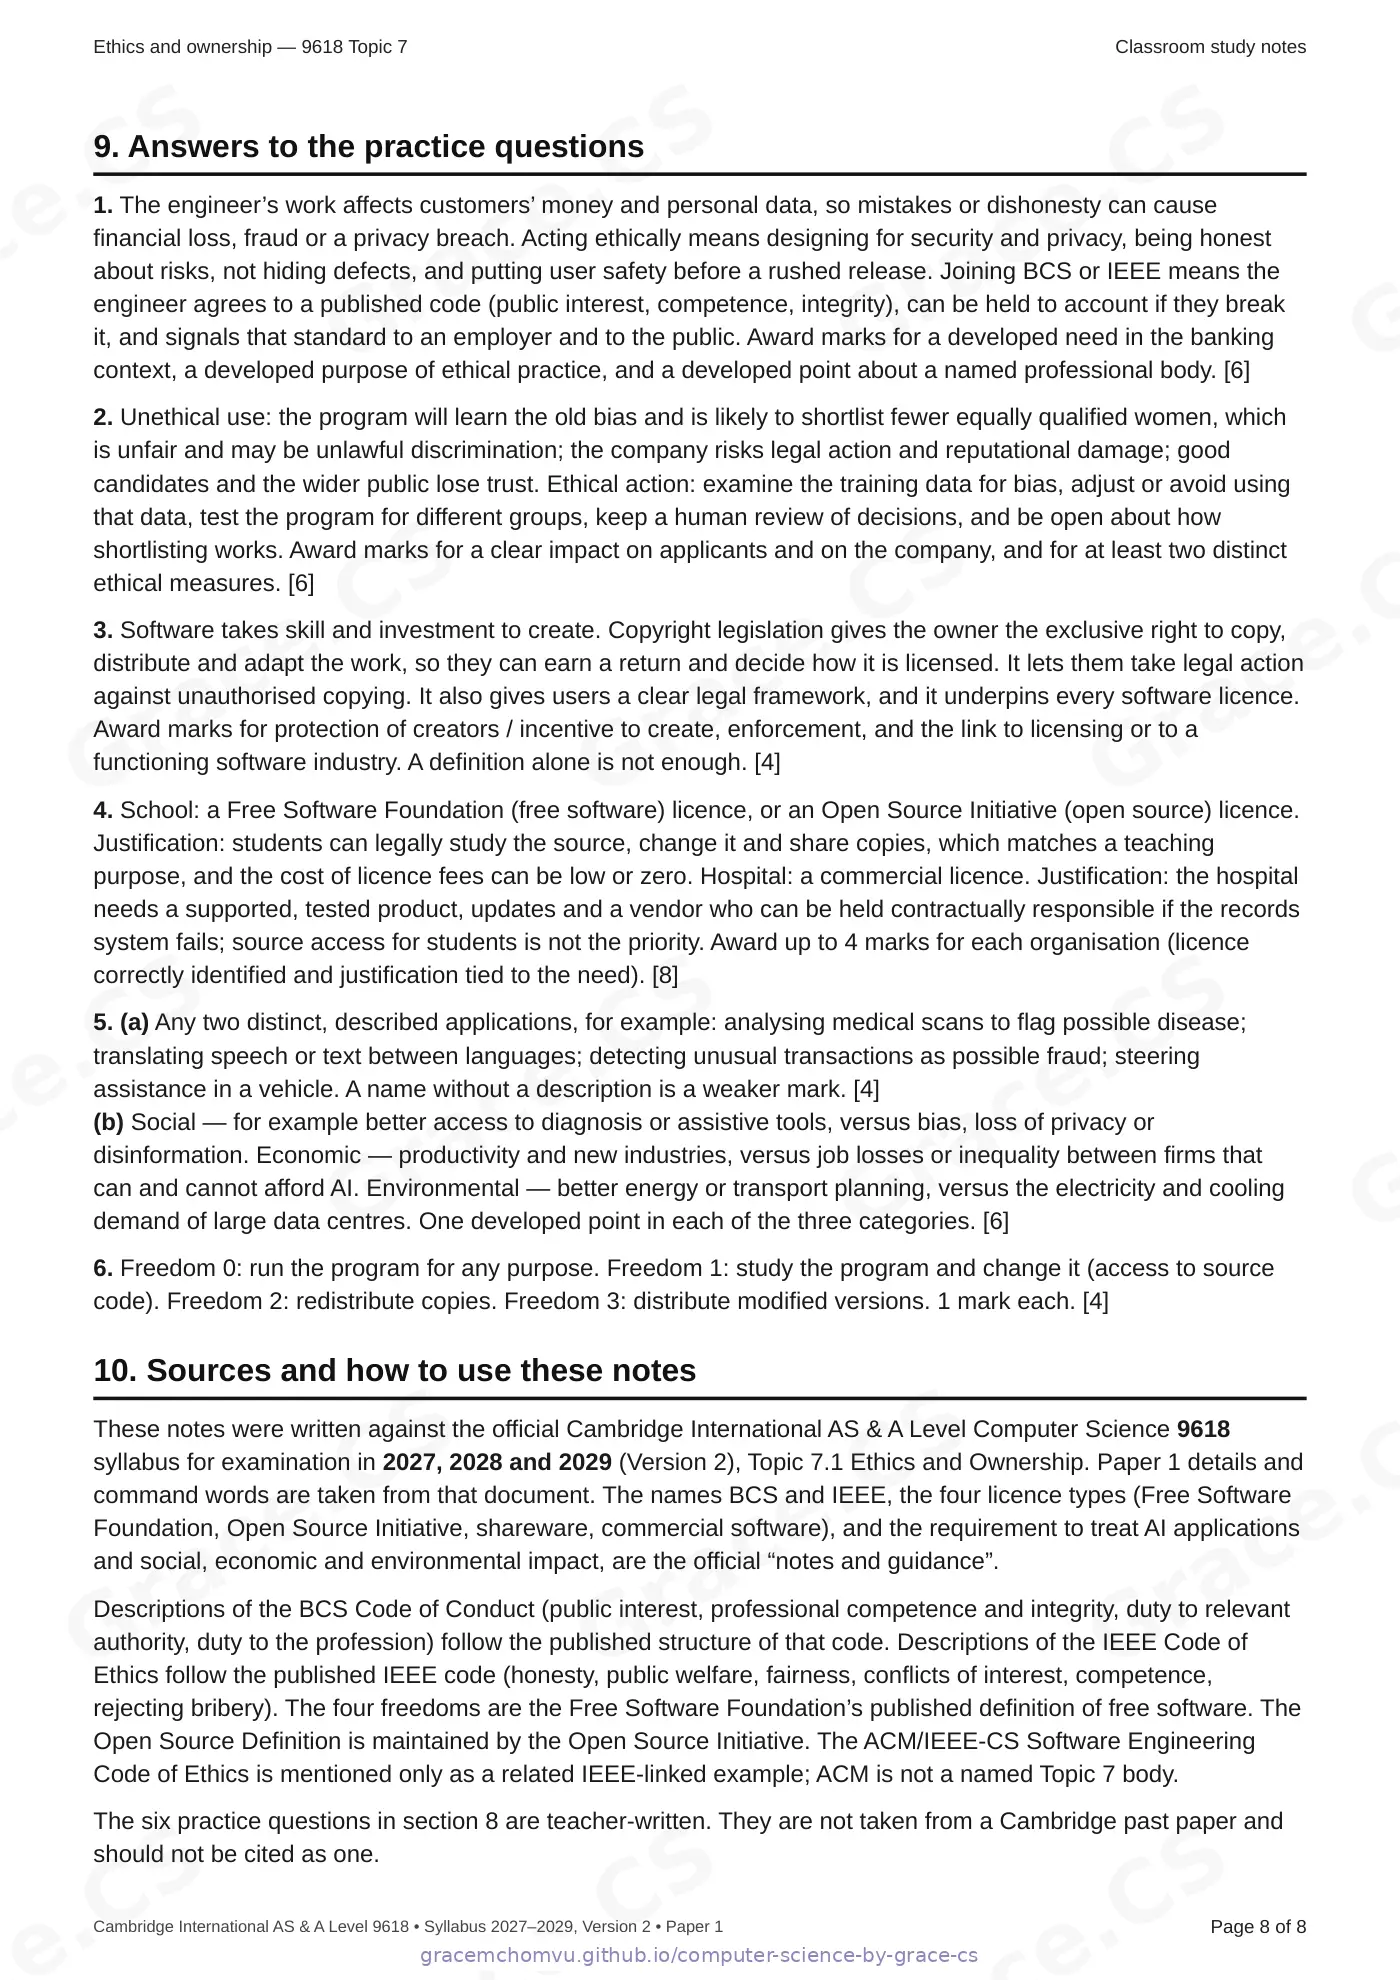 Ethics and ownership — 9618 Topic 7
Classroom study notes
9. Answers to the practice questions
1. The engineer’s work affects customers’ money and personal data, so mistakes or dishonesty can cause
financial loss, fraud or a privacy breach. Acting ethically means designing for security and privacy, being honest
about risks, not hiding defects, and putting user safety before a rushed release. Joining BCS or IEEE means the
engineer agrees to a published code (public interest, competence, integrity), can be held to account if they break
it, and signals that standard to an employer and to the public. Award marks for a developed need in the banking
context, a developed purpose of ethical practice, and a developed point about a named professional body. [6]
2. Unethical use: the program will learn the old bias and is likely to shortlist fewer equally qualified women, which
is unfair and may be unlawful discrimination; the company risks legal action and reputational damage; good
candidates and the wider public lose trust. Ethical action: examine the training data for bias, adjust or avoid using
that data, test the program for different groups, keep a human review of decisions, and be open about how
shortlisting works. Award marks for a clear impact on applicants and on the company, and for at least two distinct
ethical measures. [6]
3. Software takes skill and investment to create. Copyright legislation gives the owner the exclusive right to copy,
distribute and adapt the work, so they can earn a return and decide how it is licensed. It lets them take legal action
against unauthorised copying. It also gives users a clear legal framework, and it underpins every software licence.
Award marks for protection of creators / incentive to create, enforcement, and the link to licensing or to a
functioning software industry. A definition alone is not enough. [4]
4. School: a Free Software Foundation (free software) licence, or an Open Source Initiative (open source) licence.
Justification: students can legally study the source, change it and share copies, which matches a teaching
purpose, and the cost of licence fees can be low or zero. Hospital: a commercial licence. Justification: the hospital
needs a supported, tested product, updates and a vendor who can be held contractually responsible if the records
system fails; source access for students is not the priority. Award up to 4 marks for each organisation (licence
correctly identified and justification tied to the need). [8]
5. (a) Any two distinct, described applications, for example: analysing medical scans to flag possible disease;
translating speech or text between languages; detecting unusual transactions as possible fraud; steering
assistance in a vehicle. A name without a description is a weaker mark. [4]
(b) Social — for example better access to diagnosis or assistive tools, versus bias, loss of privacy or
disinformation. Economic — productivity and new industries, versus job losses or inequality between firms that
can and cannot afford AI. Environmental — better energy or transport planning, versus the electricity and cooling
demand of large data centres. One developed point in each of the three categories. [6]
6. Freedom 0: run the program for any purpose. Freedom 1: study the program and change it (access to source
code). Freedom 2: redistribute copies. Freedom 3: distribute modified versions. 1 mark each. [4]
10. Sources and how to use these notes
These notes were written against the official Cambridge International AS & A Level Computer Science 9618
syllabus for examination in 2027, 2028 and 2029 (Version 2), Topic 7.1 Ethics and Ownership. Paper 1 details and
command words are taken from that document. The names BCS and IEEE, the four licence types (Free Software
Foundation, Open Source Initiative, shareware, commercial software), and the requirement to treat AI applications
and social, economic and environmental impact, are the official “notes and guidance”.
Descriptions of the BCS Code of Conduct (public interest, professional competence and integrity, duty to relevant
authority, duty to the profession) follow the published structure of that code. Descriptions of the IEEE Code of
Ethics follow the published IEEE code (honesty, public welfare, fairness, conflicts of interest, competence,
rejecting bribery). The four freedoms are the Free Software Foundation’s published definition of free software. The
Open Source Definition is maintained by the Open Source Initiative. The ACM/IEEE-CS Software Engineering
Code of Ethics is mentioned only as a related IEEE-linked example; ACM is not a named Topic 7 body.
The six practice questions in section 8 are teacher-written. They are not taken from a Cambridge past paper and
should not be cited as one.
Cambridge International AS & A Level 9618 • Syllabus 2027–2029, Version 2 • Paper 1
Page 8 of 8
gracemchomvu.github.io/computer-science-by-grace-cs
Grace.CS